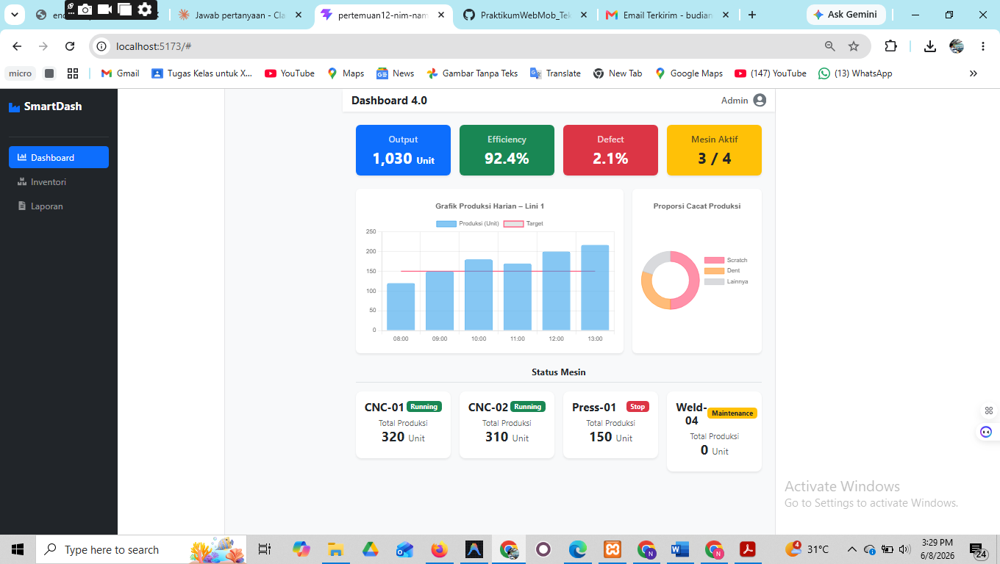 enc
Jawab pertanyaan - Cla
pertemuan12-nim-nam
PraktikumWebMob_Tek
Email Terkirim - budian
Ask Gemini
localhost:5173/#
micro
Gmail
Tugas Kelas untuk X...
YouTube
Maps
News
Gambar Tanpa Teks
Translate
New Tab
Google Maps
(147) YouTube
(13) WhatsApp
SmartDash
Dashboard
Inventori
Laporan
Dashboard 4.0
Admin
Output
1,030 Unit
Efficiency
92.4%
Defect
2.1%
Mesin Aktif
3 / 4
Grafik Produksi Harian – Lini 1
Produksi (Unit)
Target
250
200
150
100
50
0
08:00
09:00
10:00
11:00
12:00
13:00
Proporsi Cacat Produksi
Scratch
Dent
Lainnya
Status Mesin
CNC-01 Running
Total Produksi
320 Unit
CNC-02 Running
Total Produksi
310 Unit
Press-01 Stop
Total Produksi
150 Unit
Weld-
04
Maintenance
Total Produksi
0 Unit
Activate Windows
Go to Settings to activate Windows.
Type here to search
4
31°C
3:29 PM
6/8/2026
24